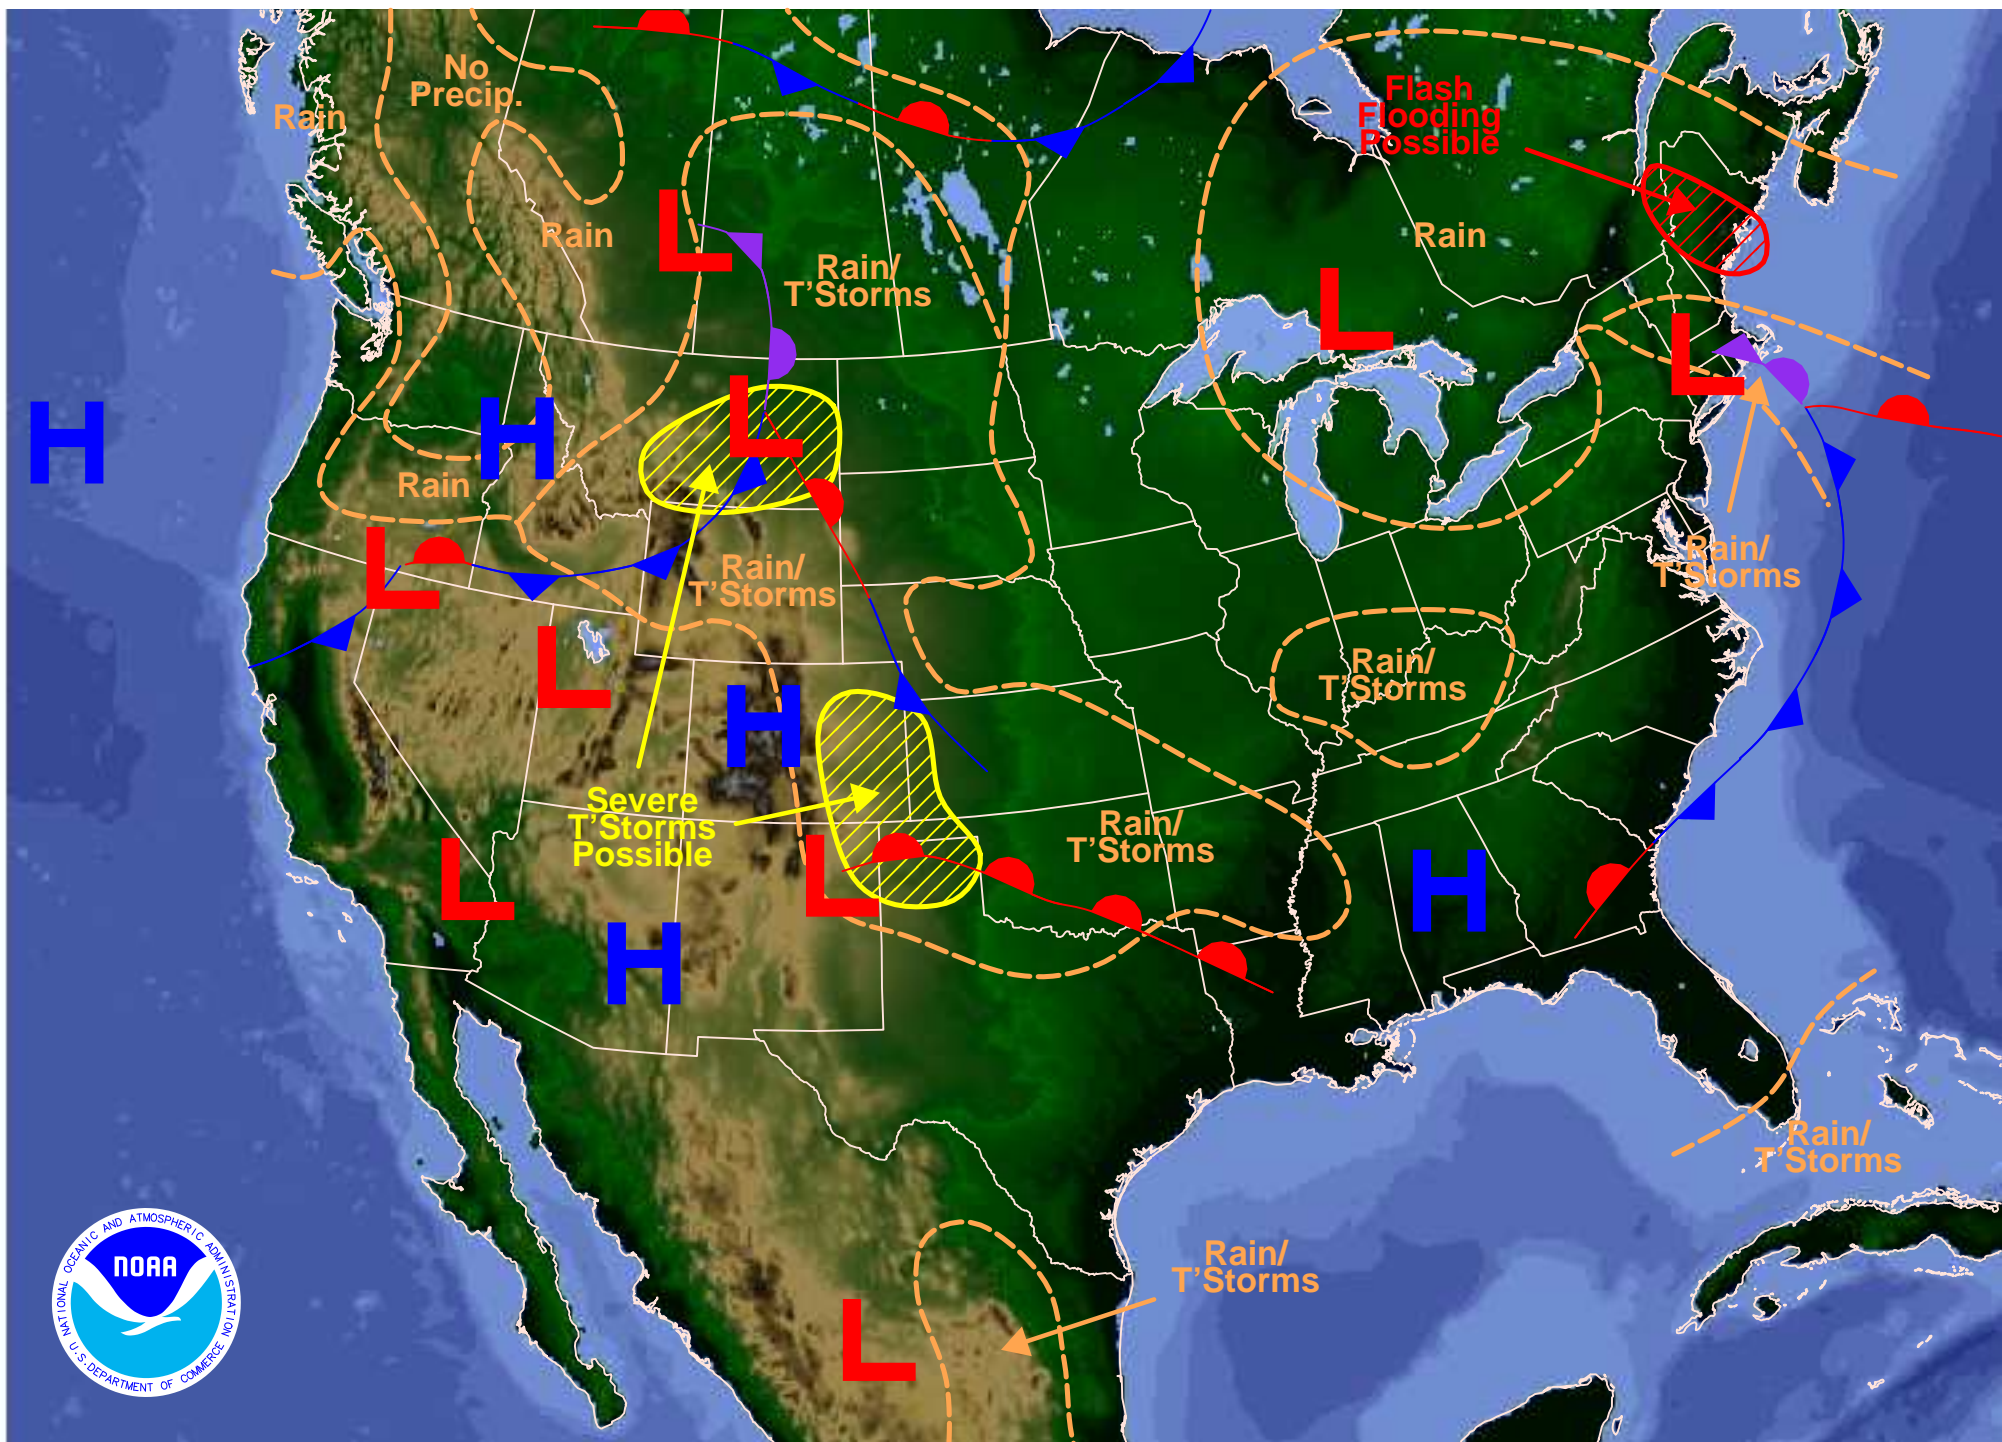 No
Precip.
Rain
Flash
Flooding
Possible
Rain
Rain
L
Rain/
T'Storms
L
L
L
H
H
Rain
L
L
Rain/
T'Storms
Rain/
T'Storms
L
Rain/
T'Storms
H
Severe
T'Storms
Possible
Rain/
T'Storms
L
L
H
H
Rain/
T'Storms
Rain/
T'Storms
L
NATIONAL OCEANIC AND ATMOSPHERIC ADMINISTRATION
NOAA
U.S. DEPARTMENT OF COMMERCE